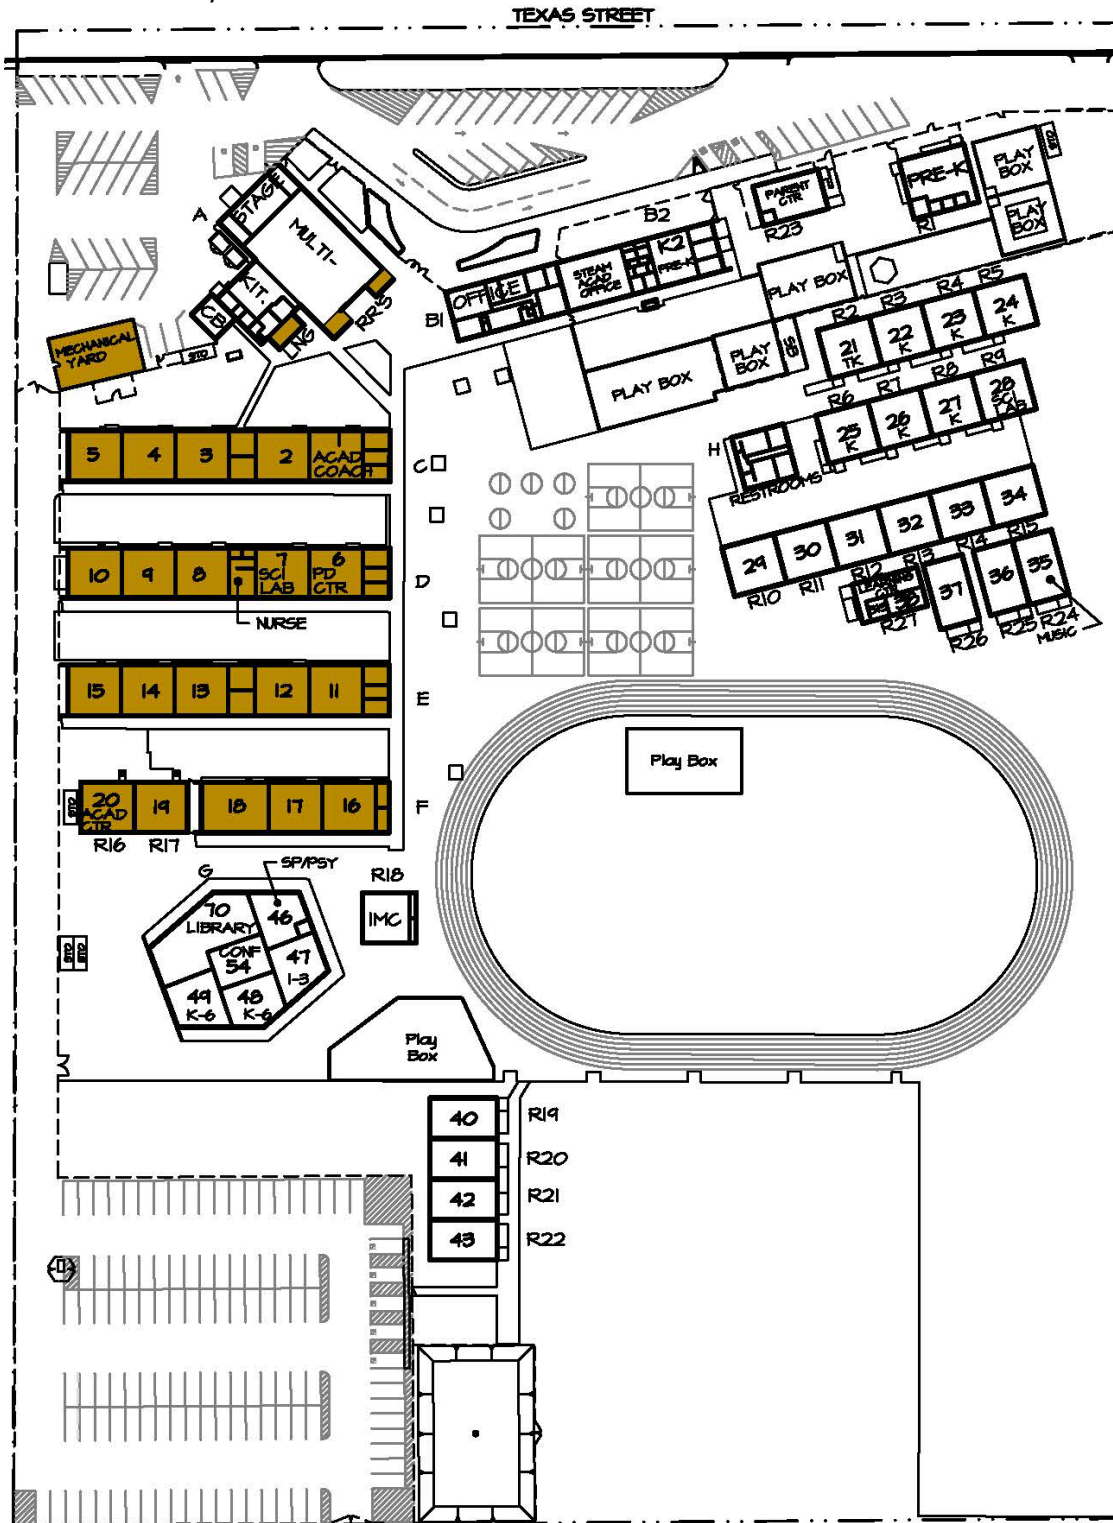 TEXAS STREET
A
STAGE
MULTI-
KIT.
CB
NG
RR'S
STO
MECHANICAL
YARD
B1
OFFICE
STEAM
ACAD
OFFICE
B2
K2
PRE-K
PARENT
CTR
R23
PRE-K
R1
PLAY
BOX
STO
PLAY
BOX
PLAY BOX
PLAY BOX
PLAY
BOX
R2
R3
R4
R5
21
TK
22
K
23
K
24
K
R6
R7
R8
R9
25
K
26
K
27
K
28
SCI
LAB
H
RESTROOMS
29
30
31
32
33
34
R10
R11
R12
R13
R14
R15
38
R27
37
R26
36
R25
35
R24
MUSIC
5
4
3
2
ACAD
COACH
C
10
9
8
7
SCI
LAB
6
PD
CTR
D
NURSE
15
14
13
12
11
E
STO
20
ACAD
CTR
19
18
17
16
F
R16
R17
G
SP/PSY
R18
IMC
70
LIBRARY
46
CONF
54
47
1-3
49
K-6
48
K-6
STO
STO
Play Box
Play
Box
40
R19
41
R20
42
R21
43
R22